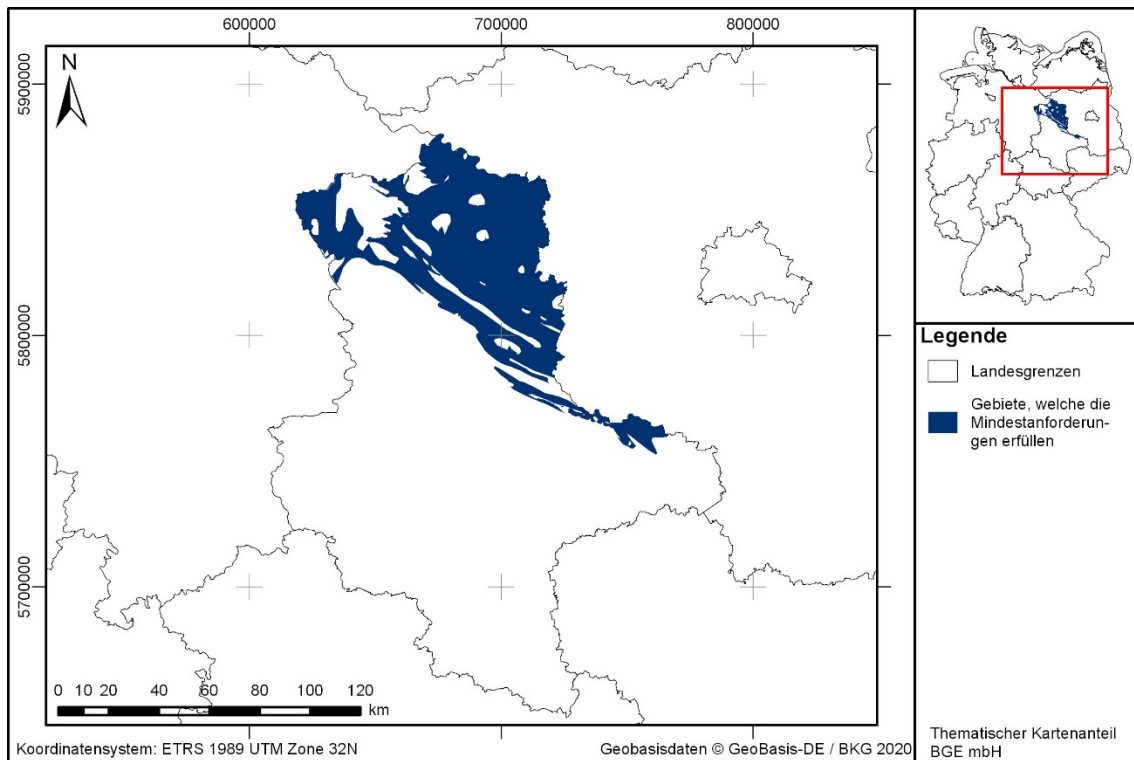 600000
700000
800000
5900000
5800000
5700000
N
0 10 20 40 60 80 100 120
km
Koordinatensystem: ETRS 1989 UTM Zone 32N
Geobasisdaten © GeoBasis-DE / BKG 2020
Legende
Landesgrenzen
Gebiete, welche die
Mindestanforderun-
gen erfüllen
Thematischer Kartenanteil
BGE mbH